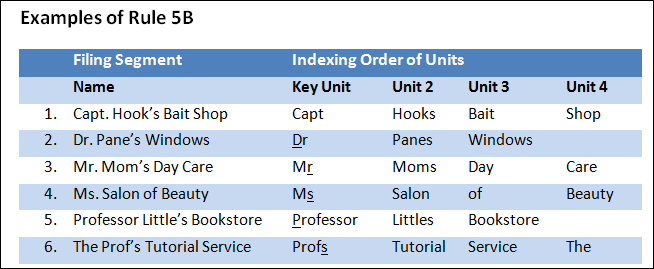 Examples of Rule 5B
Filing Segment Indexing Order of Units
Name Key Unit Unit 2 Unit 3 Unit 4
1. Capt. Hook's Bait Shop Capt Hooks Bait Shop
2. Dr. Pane's Windows Dr Panes Windows
3. Mr. Mom's Day Care Mr Moms Day Care
4. Ms. Salon of Beauty Ms Salon of Beauty
5. Professor Little's Bookstore Professor Littles Bookstore
6. The Prof's Tutorial Service Profs Tutorial Service The